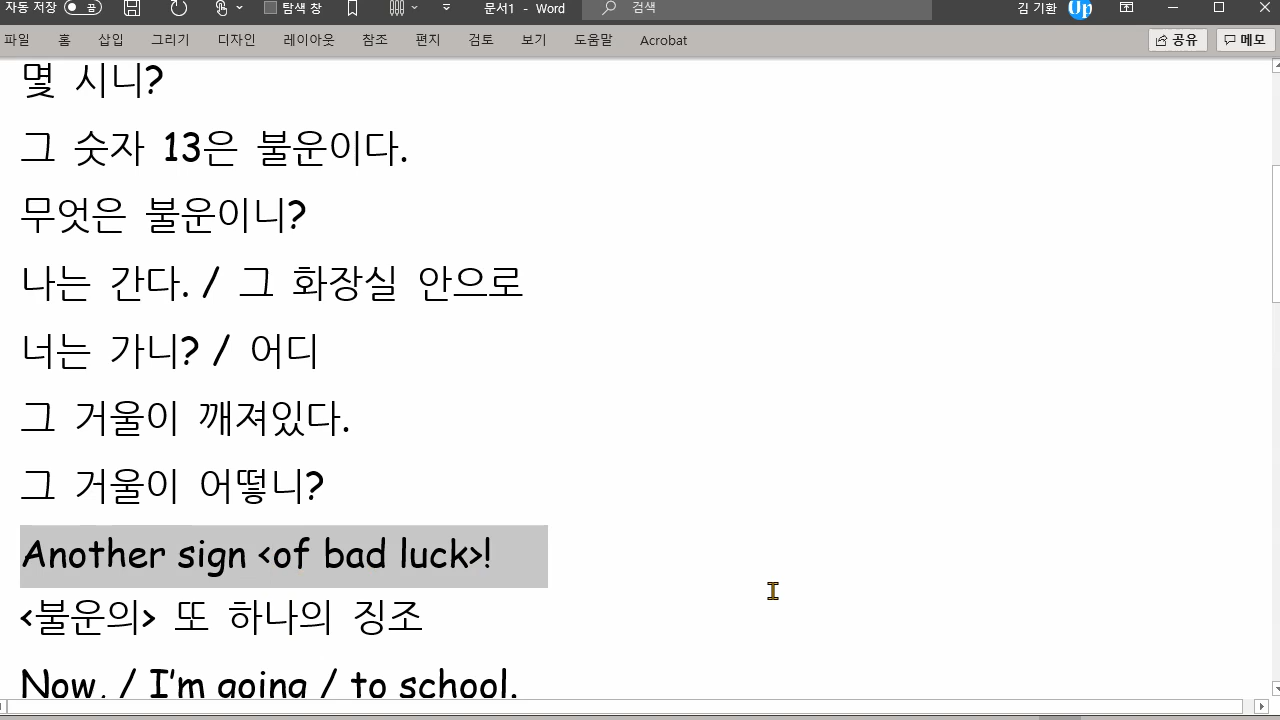 자동 저장 끔 탐색 창 문서1 - Word 검색 김 기환 Up
파일 홈 삽입 그리기 디자인 레이아웃 참조 편지 검토 보기 도움말 Acrobat 공유 메모
몇 시니?
그 숫자 13은 불운이다.
무엇은 불운이니?
나는 간다. / 그 화장실 안으로
너는 가니? / 어디
그 거울이 깨져있다.
그 거울이 어떻니?
Another sign <of bad luck>!
<불운의> 또 하나의 징조
Now, / I'm going / to school.